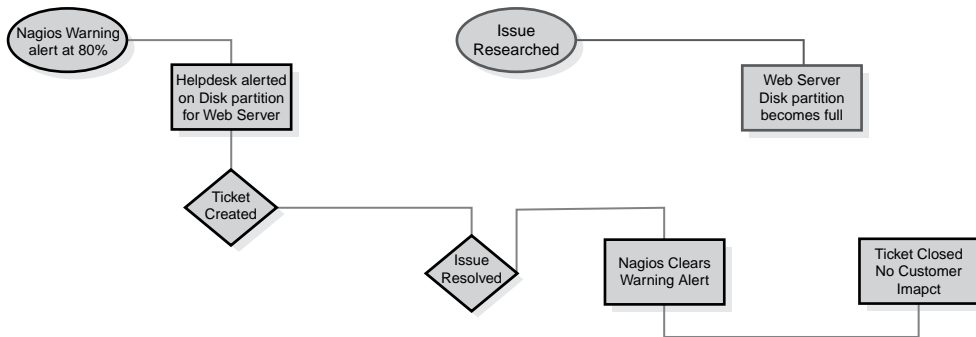 Nagios Warning
alert at 80%
Issue
Researched
Helpdesk alerted
on Disk partition
for Web Server
Web Server
Disk partition
becomes full
Ticket
Created
Issue
Resolved
Nagios Clears
Warning Alert
Ticket Closed
No Customer
Imapct